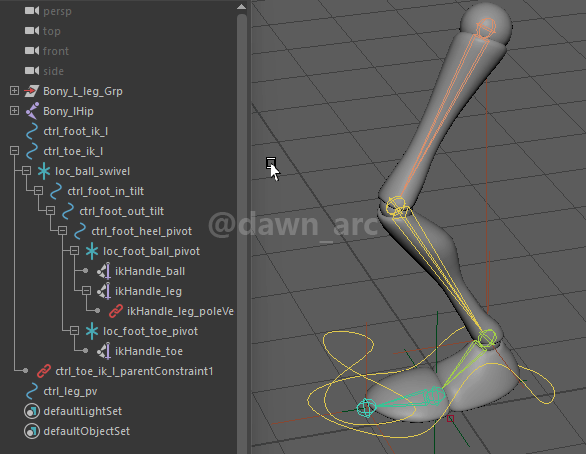 persp
top
front
side
Bony_L_leg_Grp
Bony_lHip
ctrl_foot_ik_l
ctrl_toe_ik_l
loc_ball_swivel
ctrl_foot_in_tilt
ctrl_foot_out_tilt
ctrl_foot_heel_pivot
loc_foot_ball_pivot
ikHandle_ball
ikHandle_leg
ikHandle_leg_poleVe
loc_foot_toe_pivot
ikHandle_toe
ctrl_toe_ik_l_parentConstraint1
ctrl_leg_pv
defaultLightSet
defaultObjectSet
@dawn_arc